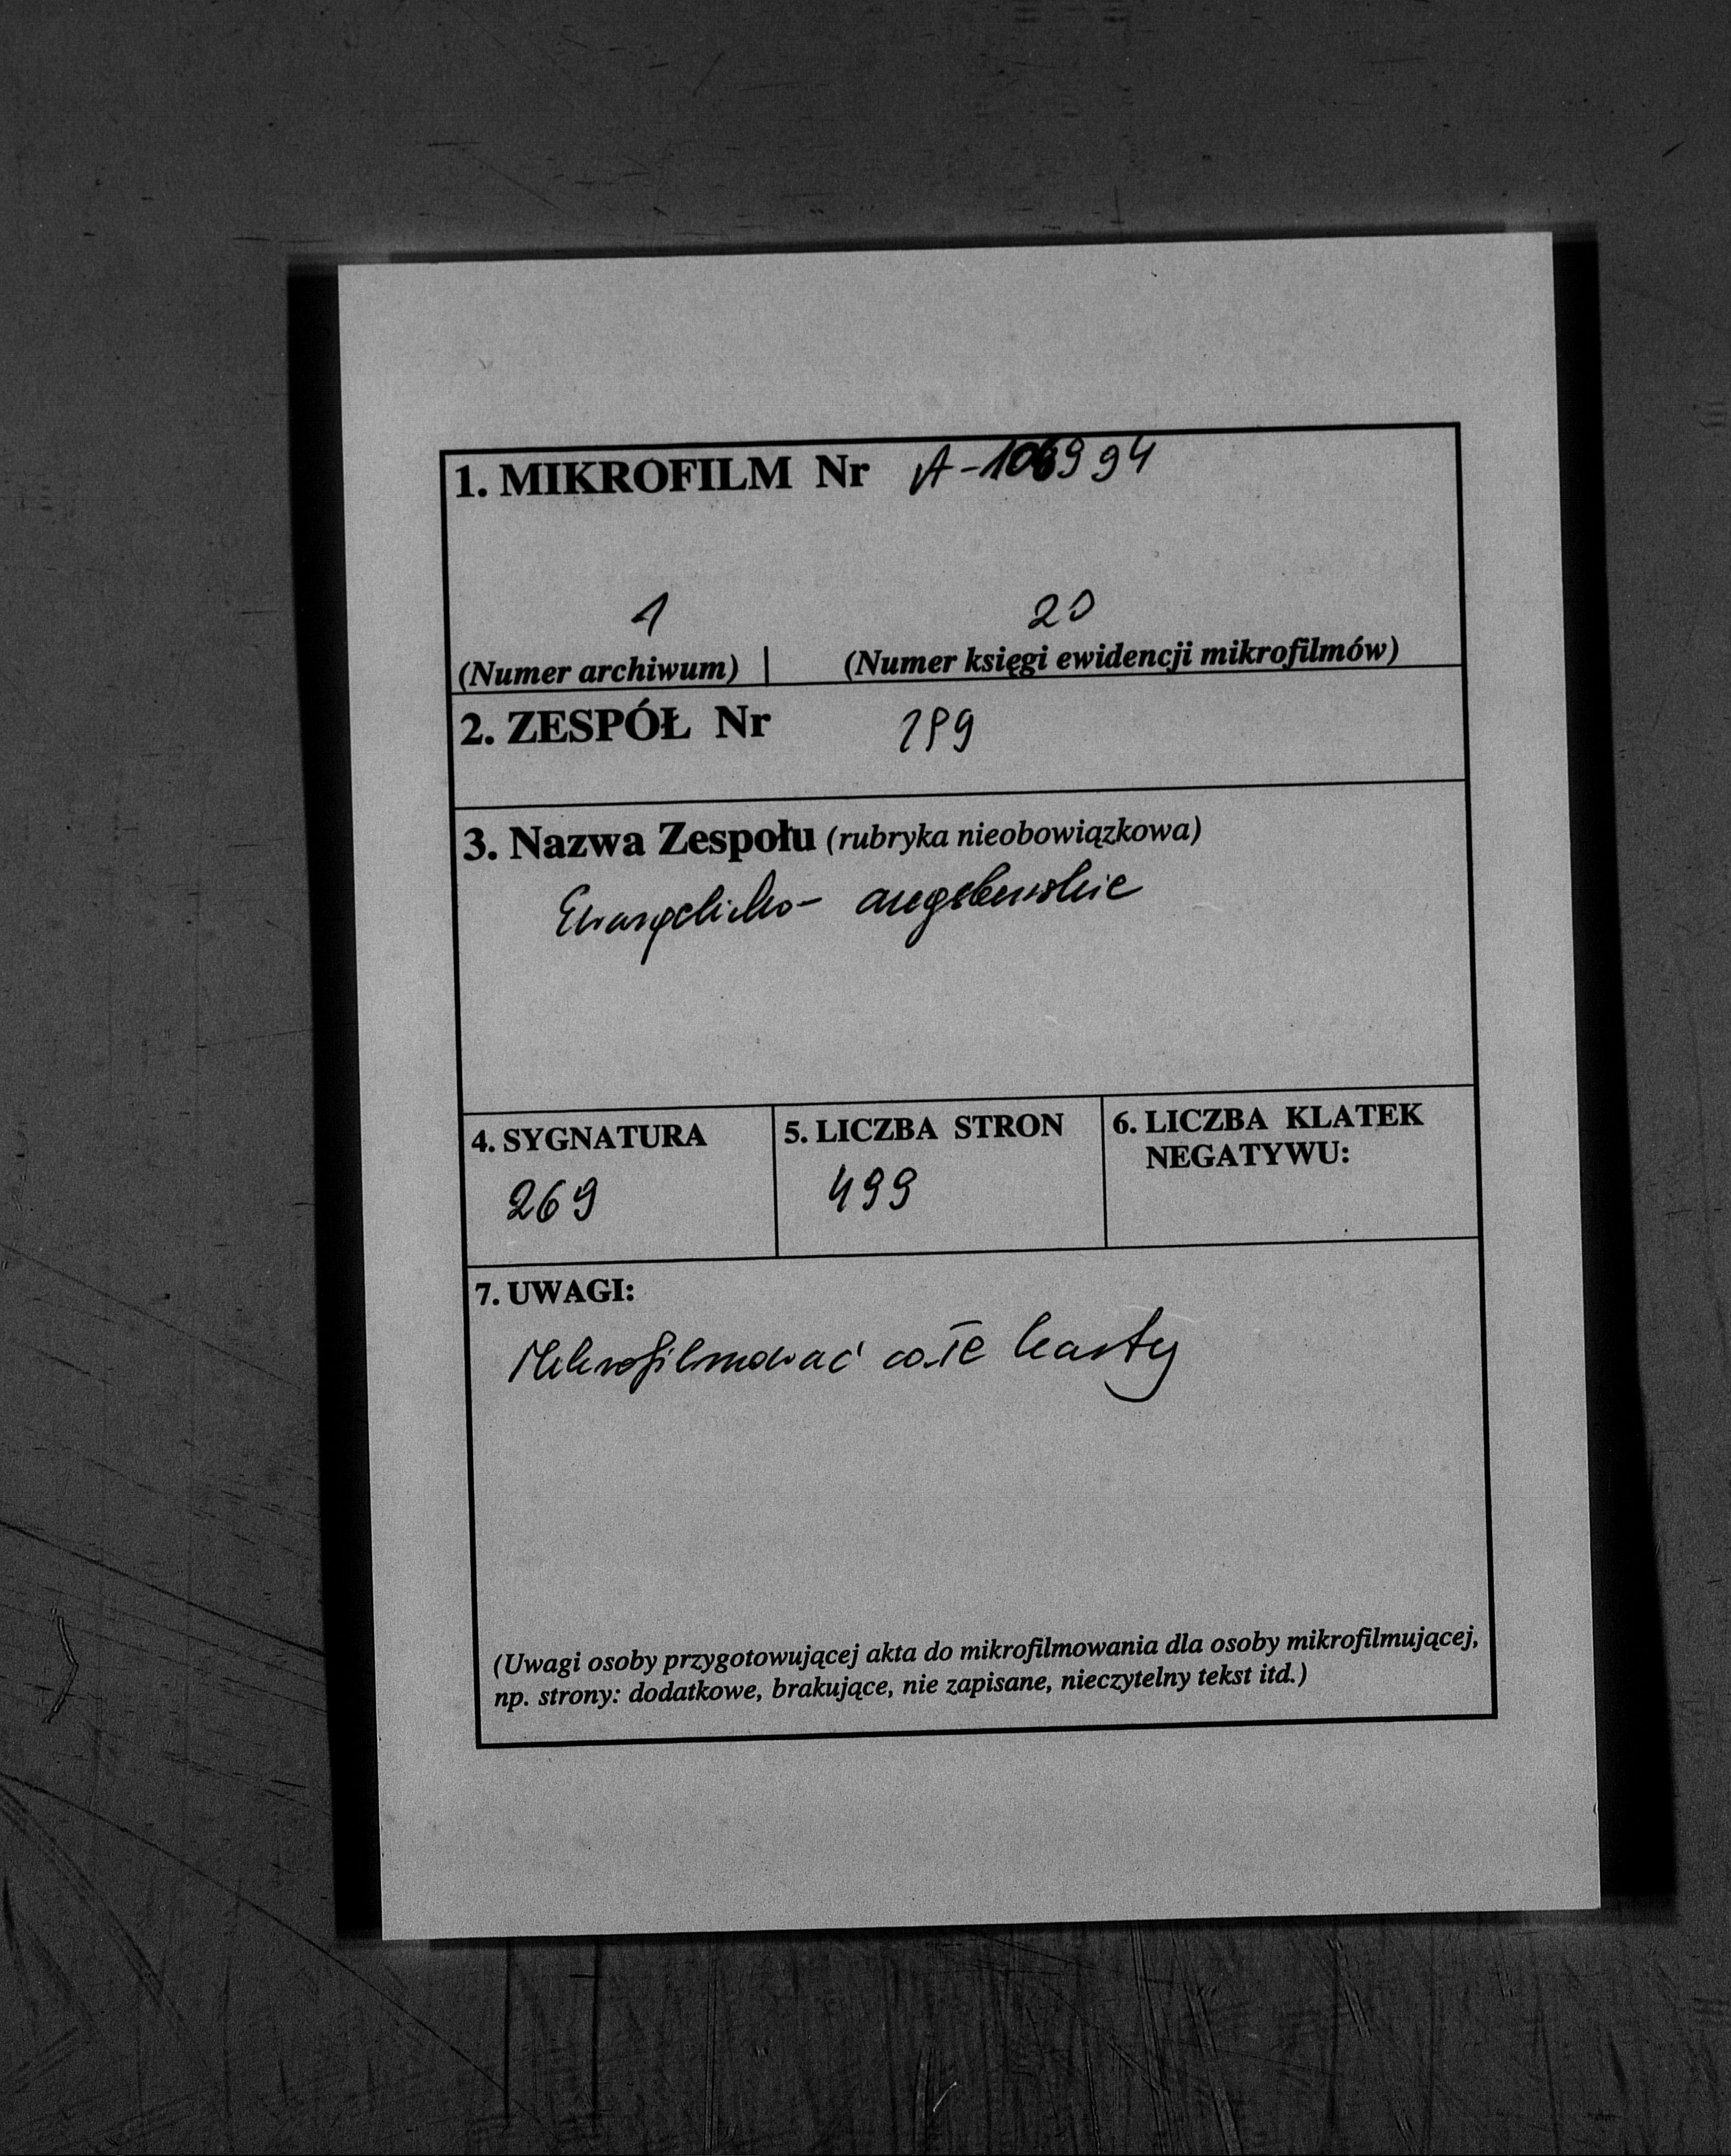 1. MIKROFILM Nr A-106994
1 20
(Numer archiwum) | (Numer księgi ewidencji mikrofilmów)
2. ZESPÓŁ Nr
3. Nazwa Zespołu (rubryka nieobowiązkowa)
Ewangelicko- augsburskie
4. SYGNATURA 5. LICZBA STRON 6. LICZBA KLATEK
NEGATYWU:
269 499
7. UWAGI:
Mikrofilmować całe karty
(Uwagi osoby przygotowującej akta do mikrofilmowania dla osoby mikrofilmującej,
np. strony: dodatkowe, brakujące, nie zapisane, nieczytelny tekst itd.)